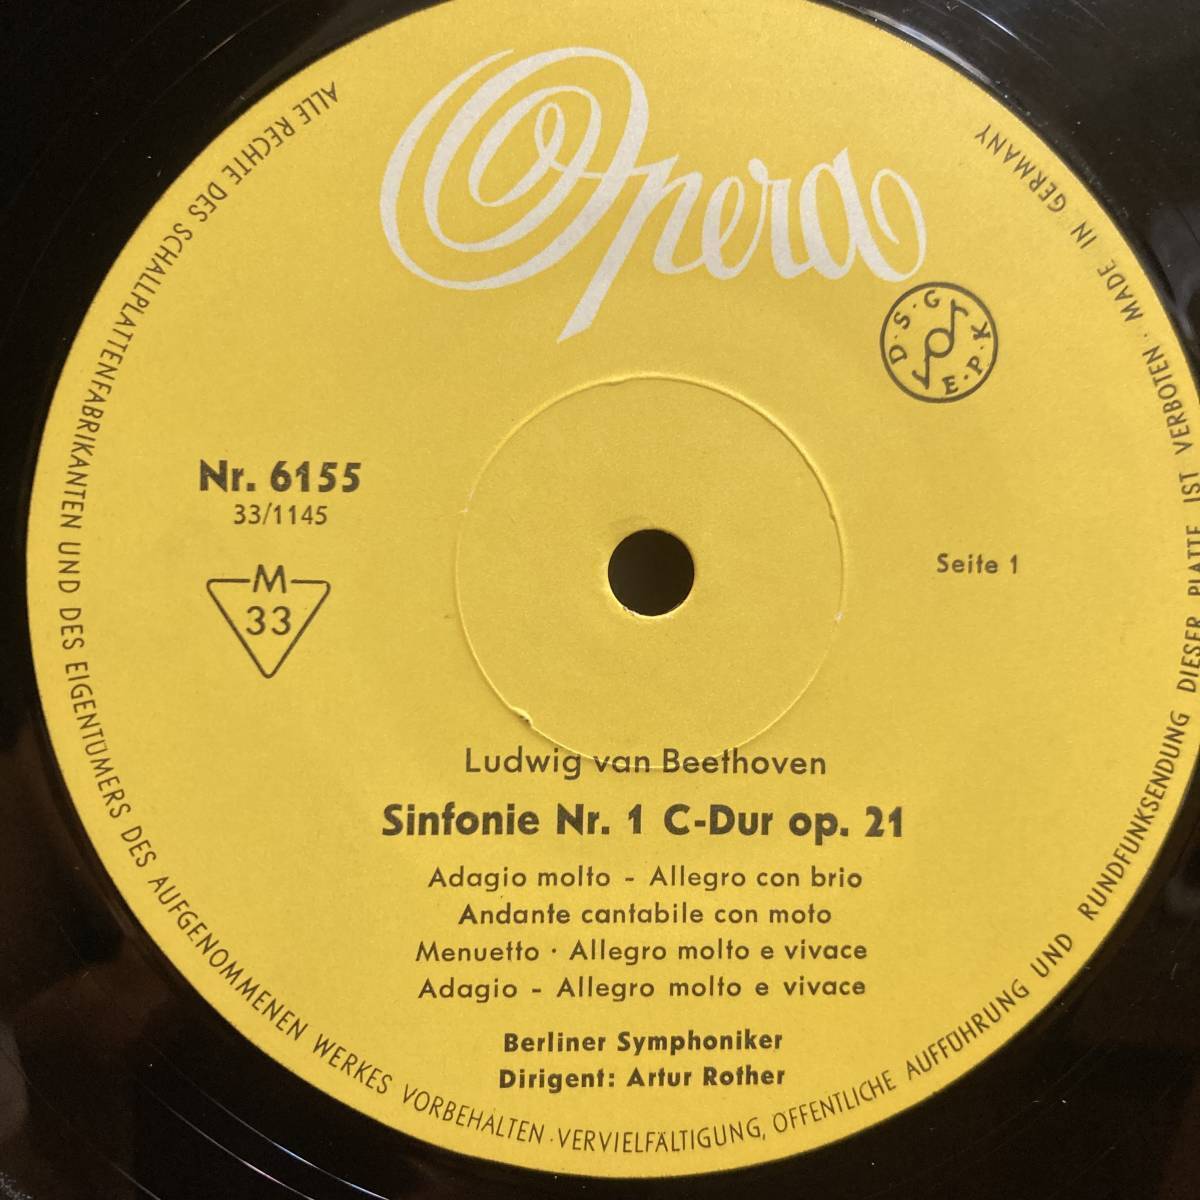 Opera
D·S·G
E·P·K
Nr. 6155
33/1145
M
33
Seite 1
Ludwig van Beethoven
Sinfonie Nr. 1 C-Dur op. 21
Adagio molto - Allegro con brio
Andante cantabile con moto
Menuetto · Allegro molto e vivace
Adagio - Allegro molto e vivace
Berliner Symphoniker
Dirigent: Artur Rother
ALLE RECHTE DES SCHALLPLATTENFABRIKANTEN UND DES EIGENTÜMERS DES AUFGENOMMENEN WERKES VORBEHALTEN · VERVIELFÄLTIGUNG, ÖFFENTLICHE AUFFÜHRUNG UND RUNDFUNKSENDUNG DIESER PLATTE IST VERBOTEN · MADE IN GERMANY